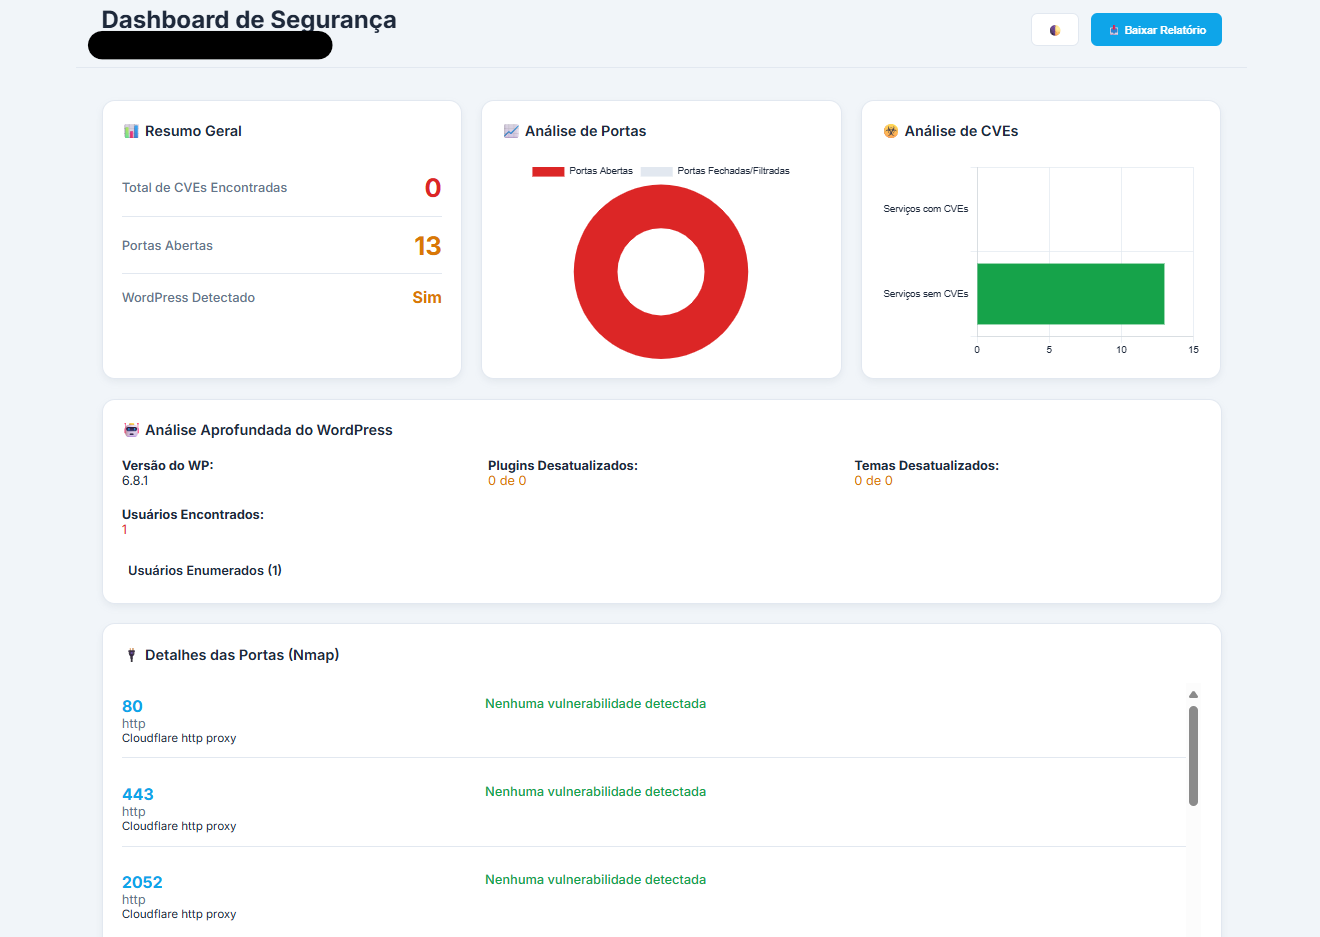 Dashboard de Segurança
Baixar Relatório
Resumo Geral
Total de CVEs Encontradas
0
Portas Abertas
13
WordPress Detectado
Sim
Análise de Portas
Portas Abertas
Portas Fechadas/Filtradas
Análise de CVEs
Serviços com CVEs
Serviços sem CVEs
0 5 10 15
Análise Aprofundada do WordPress
Versão do WP:
6.8.1
Plugins Desatualizados:
0 de 0
Temas Desatualizados:
0 de 0
Usuários Encontrados:
1
Usuários Enumerados (1)
Detalhes das Portas (Nmap)
80
http
Cloudflare http proxy
Nenhuma vulnerabilidade detectada
443
http
Cloudflare http proxy
Nenhuma vulnerabilidade detectada
2052
http
Cloudflare http proxy
Nenhuma vulnerabilidade detectada